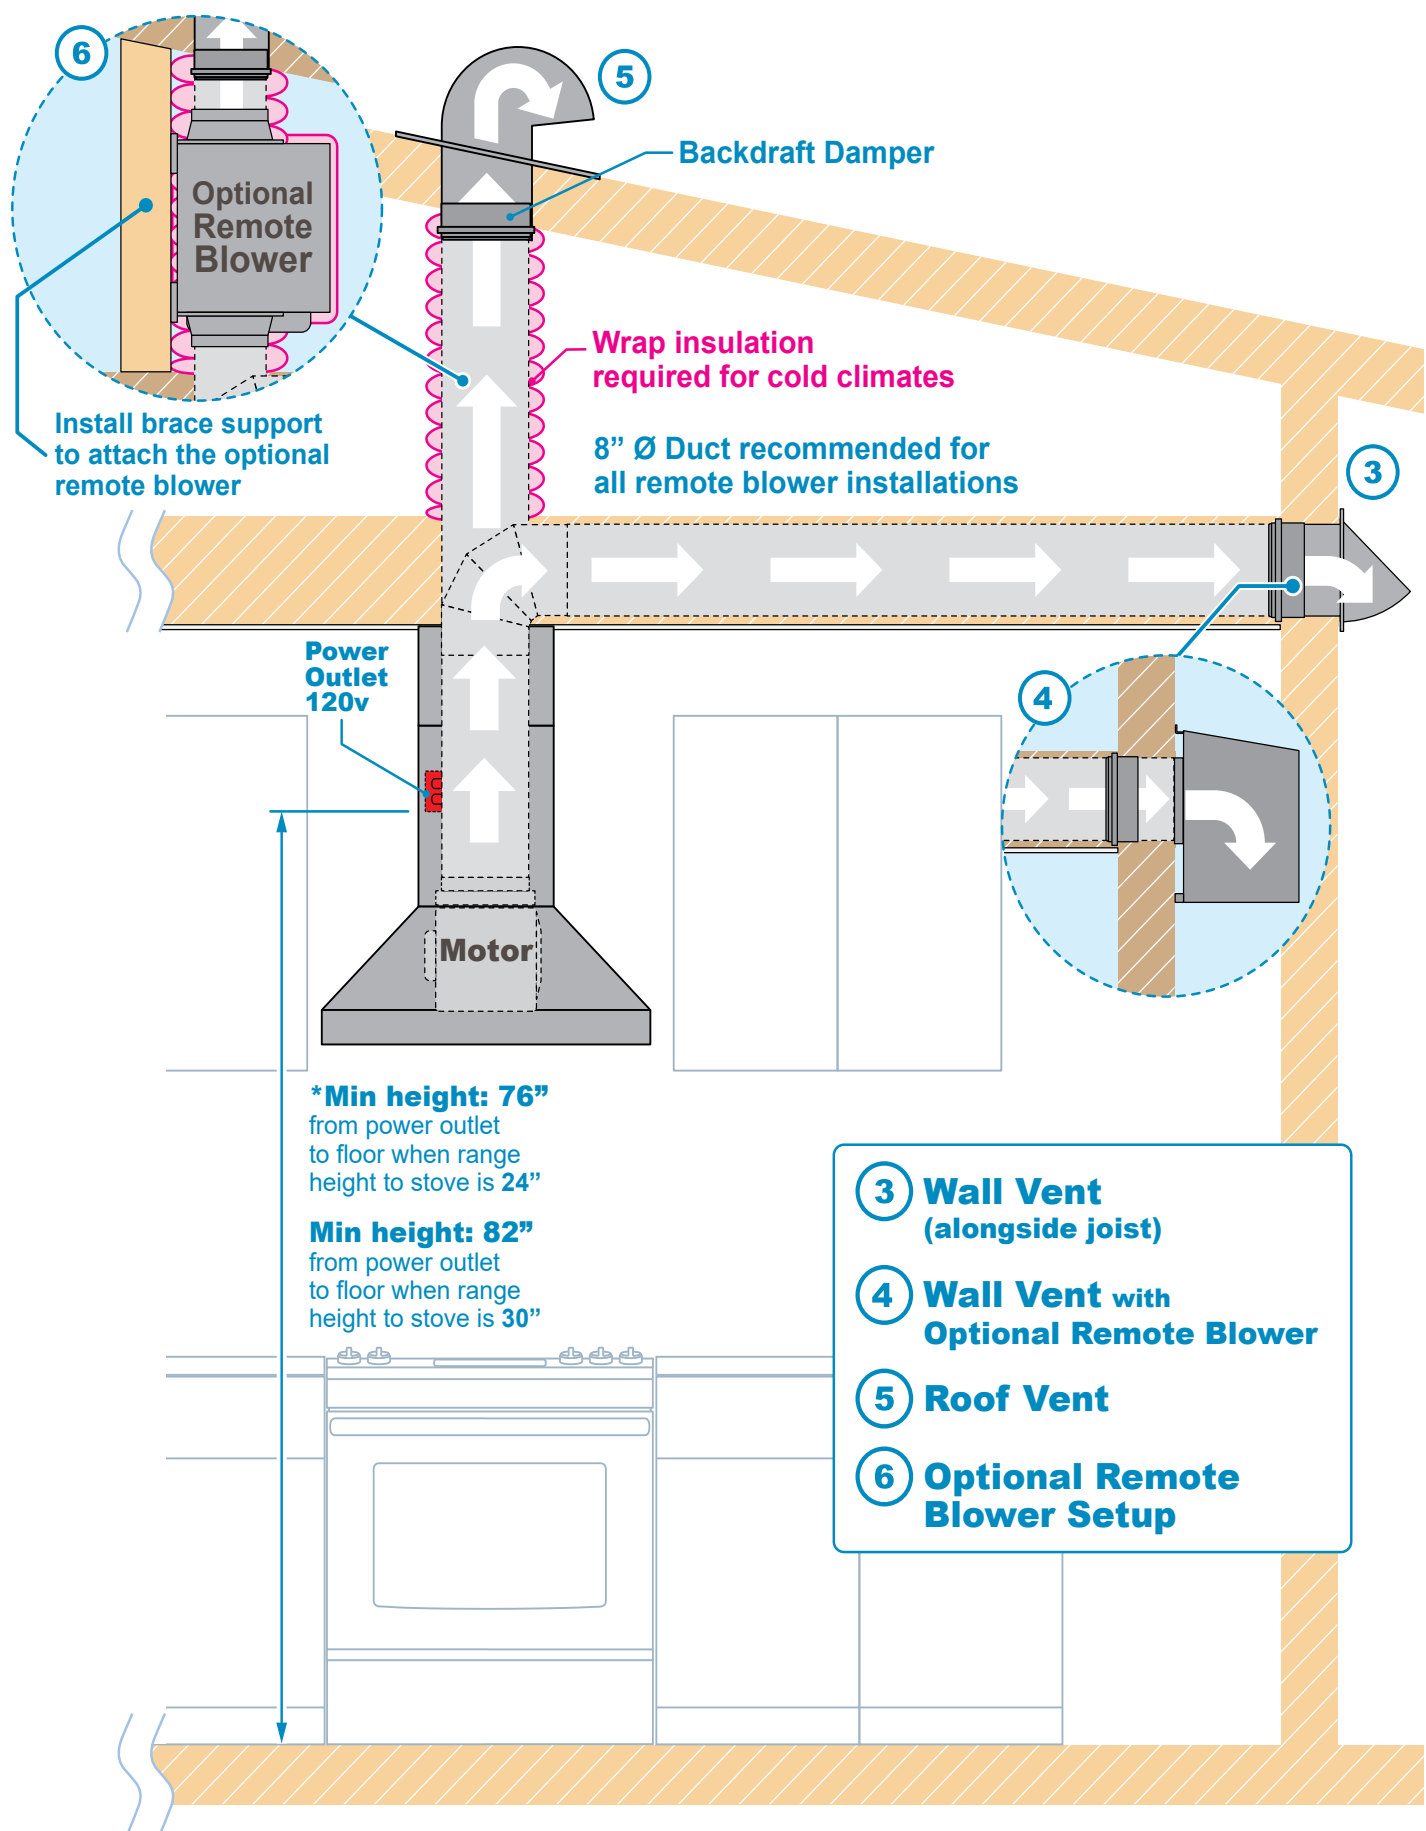 6
Optional
Remote
Blower
5
Backdraft Damper
Wrap insulation
required for cold climates
Install brace support
to attach the optional
remote blower
8” Ø Duct recommended for
all remote blower installations
3
Power
Outlet
120v
4
Motor
*Min height: 76”
from power outlet
to floor when range
height to stove is 24”
Min height: 82”
from power outlet
to floor when range
height to stove is 30”
3 Wall Vent
(alongside joist)
4 Wall Vent with
Optional Remote Blower
5 Roof Vent
6 Optional Remote
Blower Setup